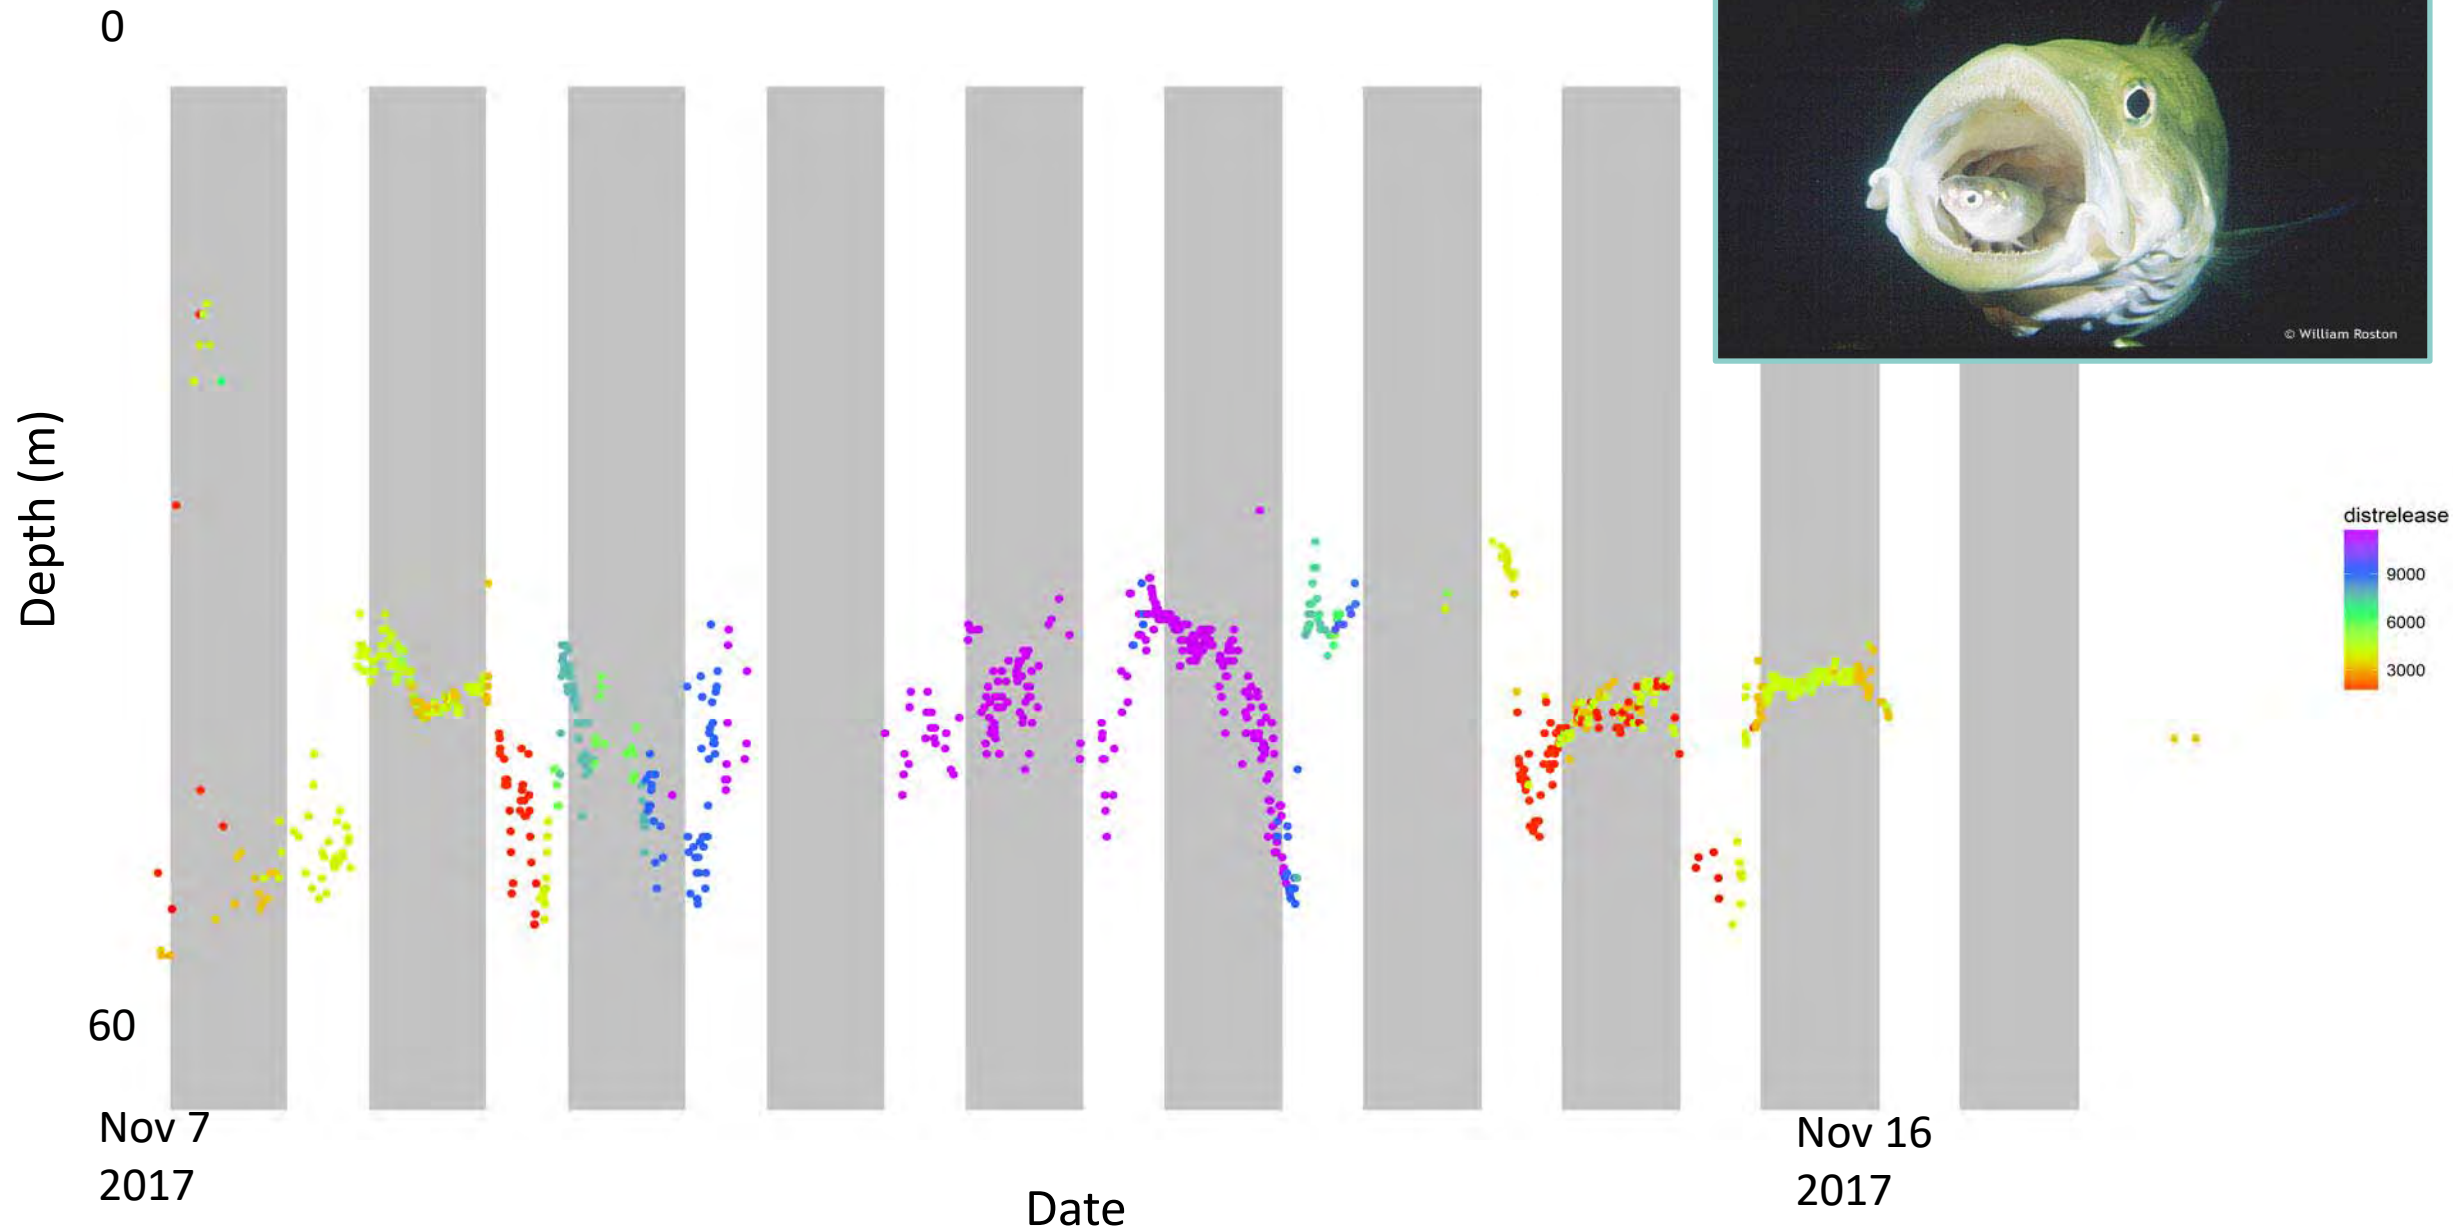 0
© William Roston
Depth (m)
distrelease
9000
6000
3000
60
Nov 7
2017
Nov 16
2017
Date